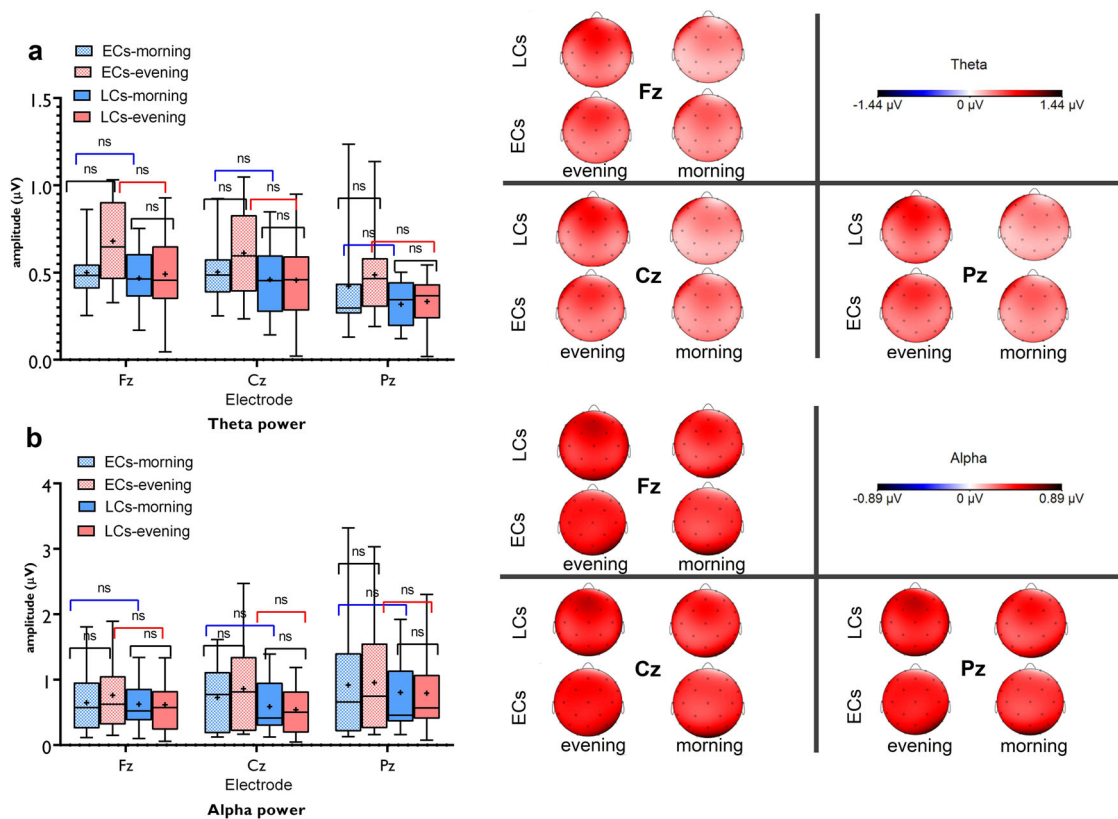 a
ECs-morning
ECs-evening
LCs-morning
LCs-evening
1.5
1.0
0.5
0.0
amplitude (µV)
ns ns ns ns
ns ns ns ns
ns ns ns ns
Fz Cz Pz
Electrode
Theta power
LCs
ECs
Fz
evening morning
Theta
-1.44 µV 0 µV 1.44 µV
LCs
ECs
Cz
evening morning
LCs
ECs
Pz
evening morning
b
ECs-morning
ECs-evening
LCs-morning
LCs-evening
4
3
2
1
0
amplitude (µV)
ns ns ns ns
ns ns ns ns
ns ns ns ns
Fz Cz Pz
Electrode
Alpha power
LCs
ECs
Fz
evening morning
Alpha
-0.89 µV 0 µV 0.89 µV
LCs
ECs
Cz
evening morning
LCs
ECs
Pz
evening morning